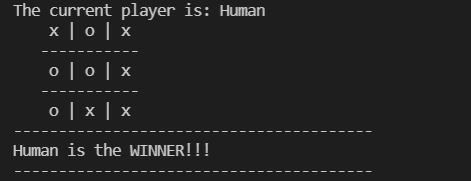 The current player is: Human
x | o | x
-----------
o | o | x
-----------
o | x | x
----------------------------------------
Human is the WINNER!!!
----------------------------------------